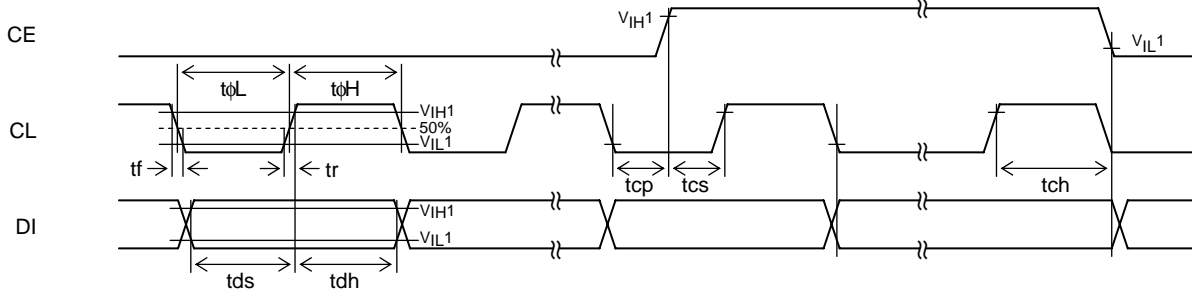 CE
VIH1
VIL1
tϕL
tϕH
CL
VIH1
50%
VIL1
tf
tr
tcp
tcs
tch
DI
VIH1
VIL1
tds
tdh